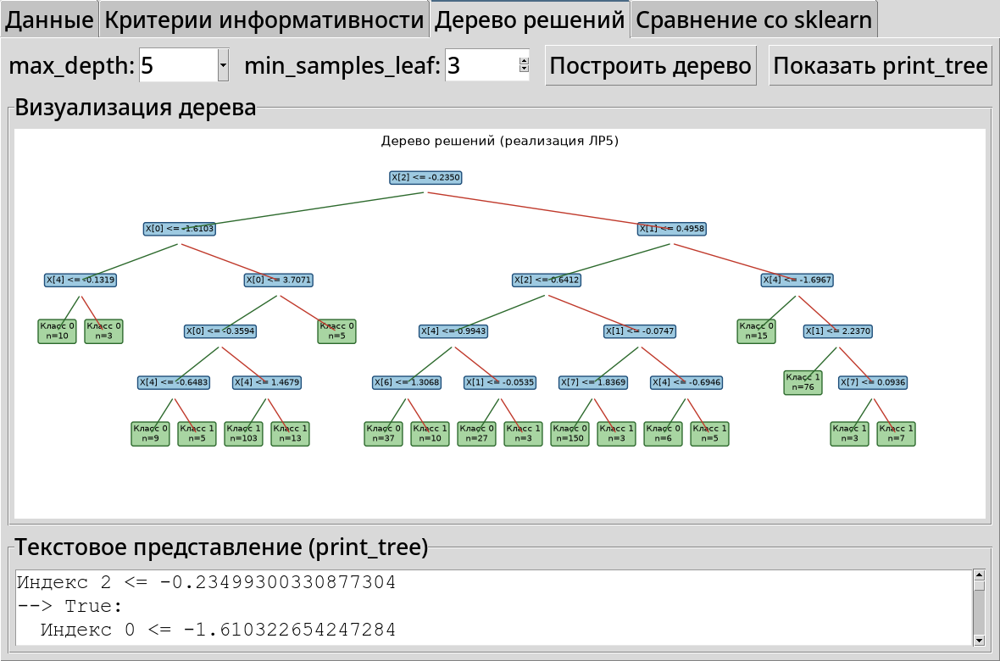 Данные Критерии информативности Дерево решений Сравнение со sklearn
max_depth: 5 min_samples_leaf: 3 Построить дерево Показать print_tree
Визуализация дерева
Дерево решений (реализация ЛР5)
X[2] <= -0.2350
X[0] <= -1.6103 X[1] <= 0.4958
X[4] <= -0.1319 X[0] <= 3.7071 X[2] <= 0.6412 X[4] <= -1.6967
Класс 0 Класс 0 X[0] <= -0.3594 Класс 0 X[4] <= 0.9943 X[1] <= -0.0747 Класс 0 X[1] <= 2.2370
n=10 n=3 n=5 n=15
X[4] <= -0.6483 X[4] <= 1.4679 X[6] <= 1.3068 X[1] <= -0.0535 X[7] <= 1.8369 X[4] <= -0.6946 Класс 1 X[7] <= 0.0936
n=76
Класс 0 Класс 1 Класс 1 Класс 1 Класс 0 Класс 1 Класс 0 Класс 1 Класс 0 Класс 1 Класс 0 Класс 1 Класс 1 Класс 1
n=9 n=5 n=103 n=13 n=37 n=10 n=27 n=3 n=150 n=3 n=6 n=5 n=3 n=7
Текстовое представление (print_tree)
Индекс 2 <= -0.23499300330877304
--> True:
Индекс 0 <= -1.610322654247284